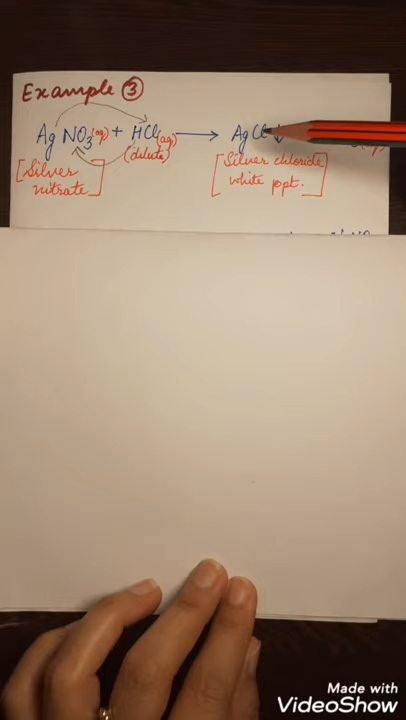 Example ③
AgNO3(aq) + HCl(aq) → AgCl↓
(dilute)
[Silver nitrate]
[Silver chloride
white ppt.]
Made with
VideoShow